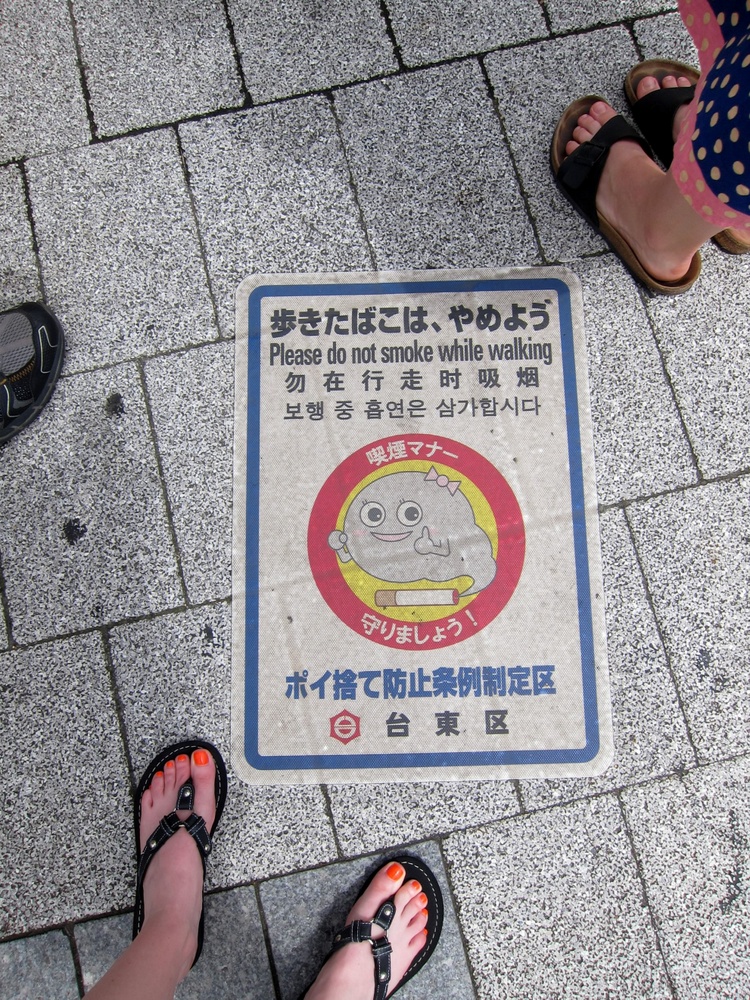 歩きたばこは、やめよう
Please do not smoke while walking
勿在行走时吸烟
보행 중 흡연은 삼가합시다
喫煙マナー
守りましょう!
ポイ捨て防止条例制定区
台東区